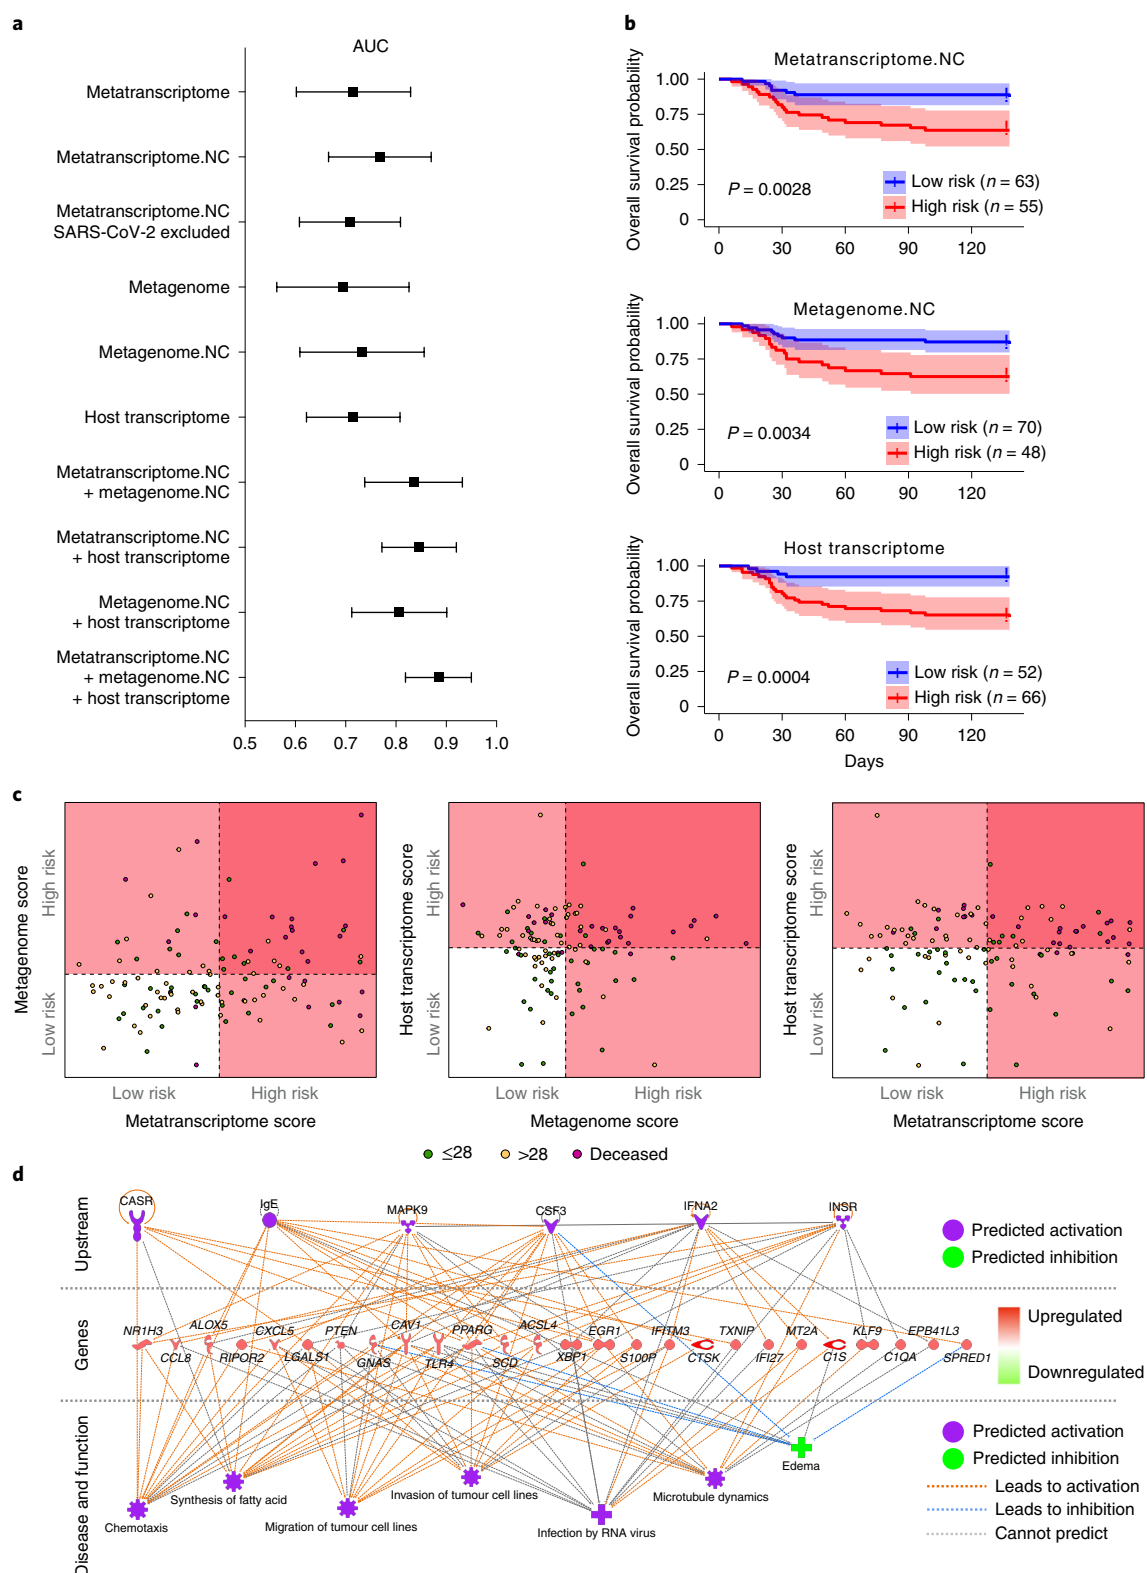 a
AUC
Metatranscriptome
Metatranscriptome.NC
Metatranscriptome.NC
SARS-CoV-2 excluded
Metagenome
Metagenome.NC
Host transcriptome
Metatranscriptome.NC
+ metagenome.NC
Metatranscriptome.NC
+ host transcriptome
Metagenome.NC
+ host transcriptome
Metatranscriptome.NC
+ metagenome.NC
+ host transcriptome
0.5 0.6 0.7 0.8 0.9 1.0
b
Metatranscriptome.NC
Overall survival probability
1.00
0.75
0.50
0.25
0
P = 0.0028
Low risk (n = 63)
High risk (n = 55)
0 30 60 90 120
Metagenome.NC
Overall survival probability
1.00
0.75
0.50
0.25
0
P = 0.0034
Low risk (n = 70)
High risk (n = 48)
0 30 60 90 120
Host transcriptome
Overall survival probability
1.00
0.75
0.50
0.25
0
P = 0.0004
Low risk (n = 52)
High risk (n = 66)
0 30 60 90 120
Days
c
Metagenome score
High risk
Low risk
Low risk High risk
Metatranscriptome score
Host transcriptome score
High risk
Low risk
Low risk High risk
Metagenome score
Host transcriptome score
High risk
Low risk
Low risk High risk
Metatranscriptome score
≤28 >28 Deceased
d
Upstream
CASR IgE MAPK9 CSF3 IFNA2 INSR
Predicted activation
Predicted inhibition
Genes
NR1H3 ALOX5 CXCL5 PTEN CAV1 PPARG ACSL4 EGR1 IFITM3 TXNIP MT2A KLF9 EPB41L3
CCL8 RIPOR2 LGALS1 GNAS TLR4 SCD XBP1 S100P CTSK IFI27 C1S C1QA SPRED1
Upregulated
Downregulated
Disease and function
Edema
Synthesis of fatty acid
Invasion of tumour cell lines
Microtubule dynamics
Chemotaxis
Migration of tumour cell lines
Infection by RNA virus
Predicted activation
Predicted inhibition
Leads to activation
Leads to inhibition
Cannot predict